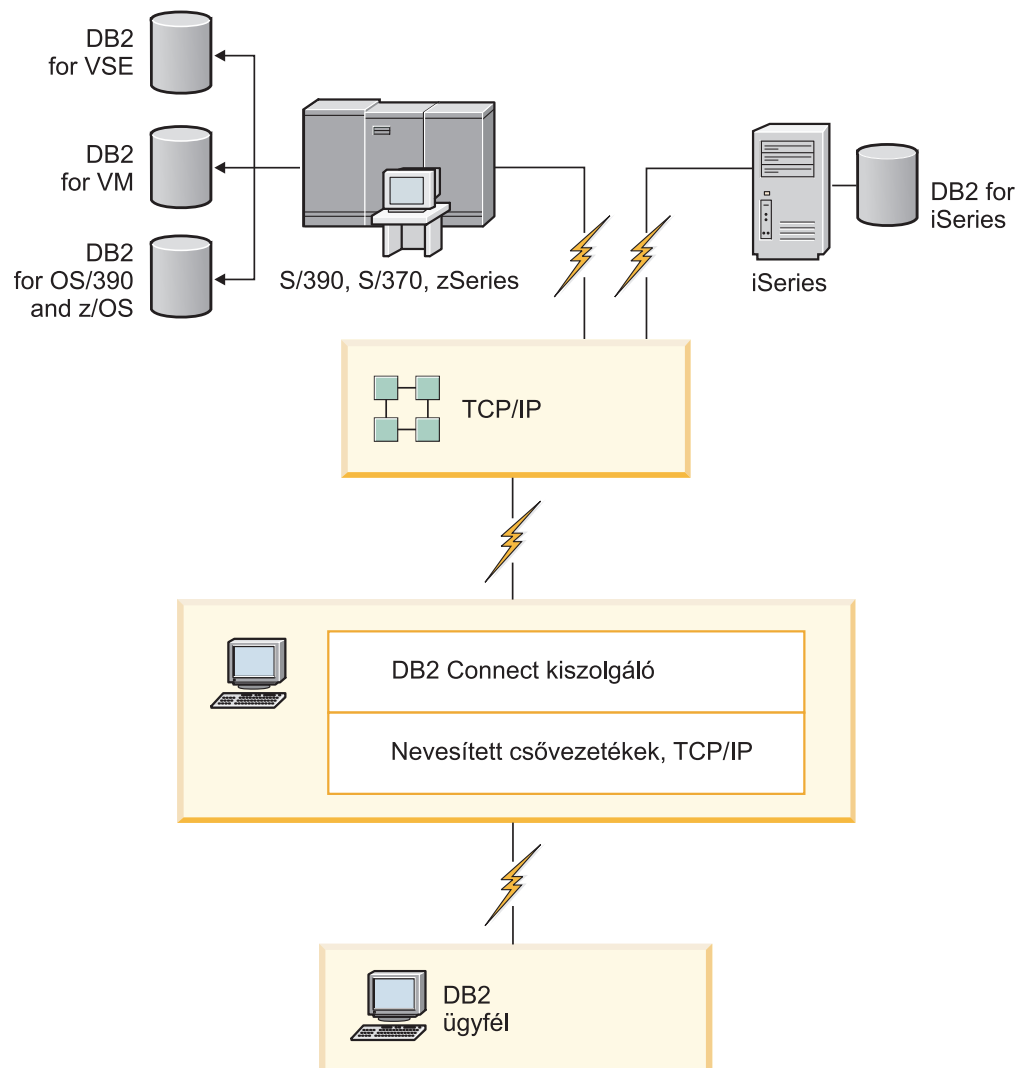 DB2
for VSE
DB2
for VM
DB2
for OS/390
and z/OS
S/390, S/370, zSeries
iSeries
DB2 for
iSeries
TCP/IP
DB2 Connect kiszolgáló
Nevesített csővezetékek, TCP/IP
DB2
ügyfél